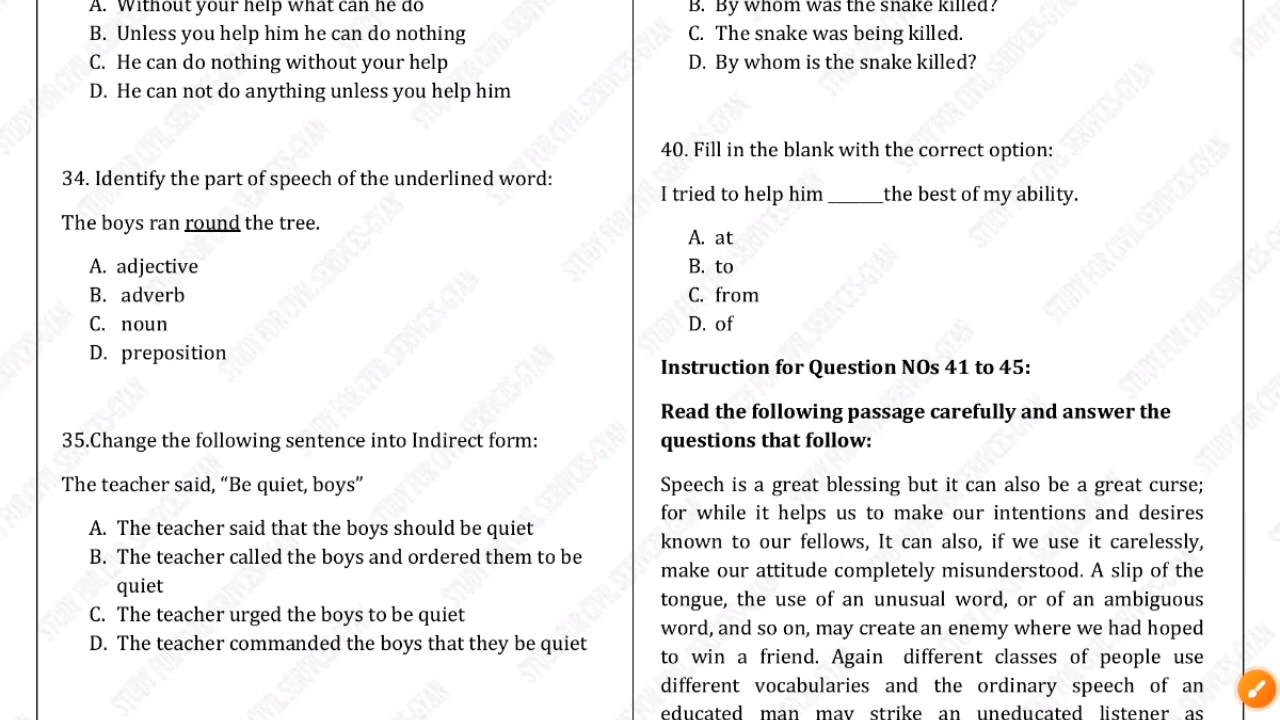 A. Without your help what can he do
B. Unless you help him he can do nothing
C. He can do nothing without your help
D. He can not do anything unless you help him
34. Identify the part of speech of the underlined word:
The boys ran round the tree.
A. adjective
B. adverb
C. noun
D. preposition
35.Change the following sentence into Indirect form:
The teacher said, “Be quiet, boys”
A. The teacher said that the boys should be quiet
B. The teacher called the boys and ordered them to be
quiet
C. The teacher urged the boys to be quiet
D. The teacher commanded the boys that they be quiet
B. By whom was the snake killed?
C. The snake was being killed.
D. By whom is the snake killed?
40. Fill in the blank with the correct option:
I tried to help him _____the best of my ability.
A. at
B. to
C. from
D. of
Instruction for Question NOs 41 to 45:
Read the following passage carefully and answer the
questions that follow:
Speech is a great blessing but it can also be a great curse;
for while it helps us to make our intentions and desires
known to our fellows, It can also, if we use it carelessly,
make our attitude completely misunderstood. A slip of the
tongue, the use of an unusual word, or of an ambiguous
word, and so on, may create an enemy where we had hoped
to win a friend. Again different classes of people use
different vocabularies and the ordinary speech of an
educated man may strike an uneducated listener as